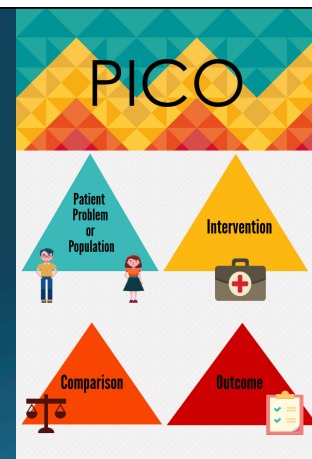 PICO
Patient
Problem
or
Population
Intervention
Comparison
Outcome